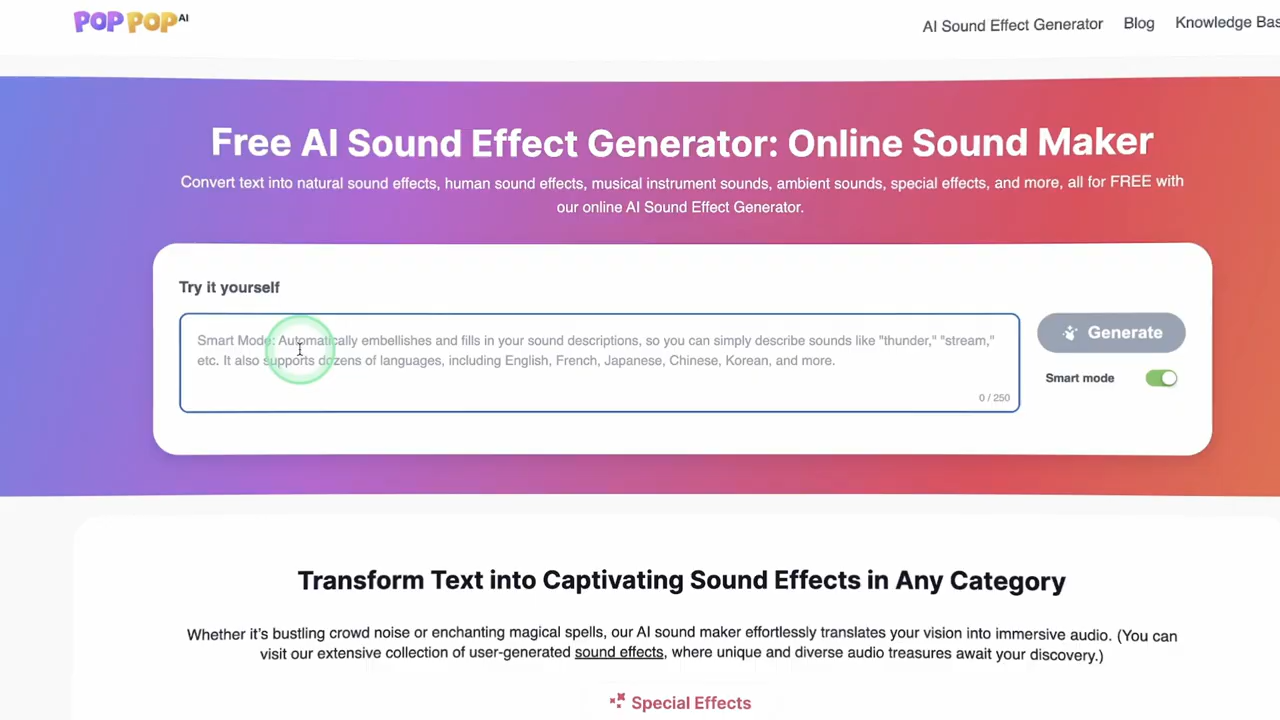 POP POP AI
AI Sound Effect Generator Blog Knowledge Bas
Free AI Sound Effect Generator: Online Sound Maker
Convert text into natural sound effects, human sound effects, musical instrument sounds, ambient sounds, special effects, and more, all for FREE with
our online AI Sound Effect Generator.
Try it yourself
Smart Mode: Automatically embellishes and fills in your sound descriptions, so you can simply describe sounds like "thunder," "stream,"
etc. It also supports dozens of languages, including English, French, Japanese, Chinese, Korean, and more.
0 / 250
Generate
Smart mode
Transform Text into Captivating Sound Effects in Any Category
Whether it's bustling crowd noise or enchanting magical spells, our AI sound maker effortlessly translates your vision into immersive audio. (You can
visit our extensive collection of user-generated sound effects, where unique and diverse audio treasures await your discovery.)
Special Effects